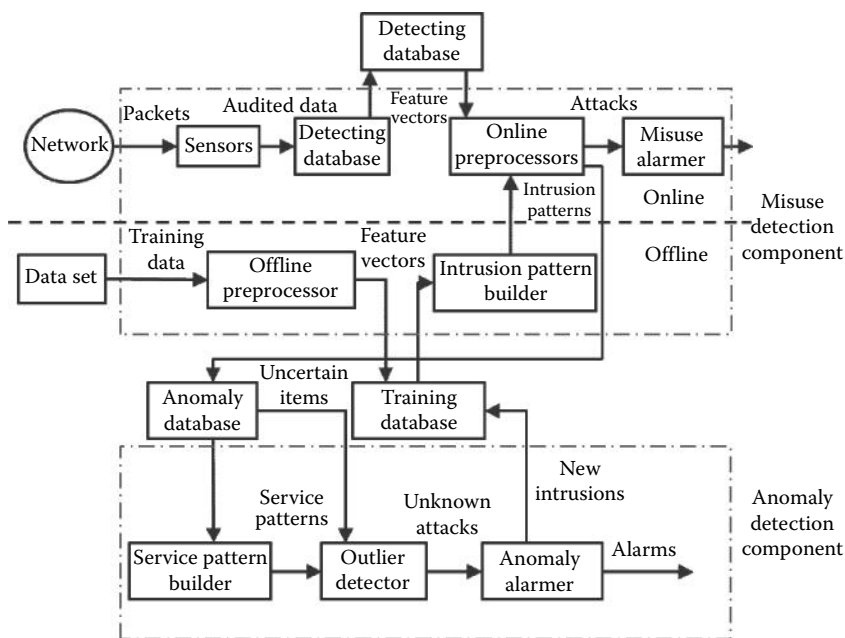 Detecting
database
Audited data
Feature
vectors
Attacks
Packets
Network
Sensors
Detecting
database
Online
preprocessors
Misuse
alarmer
Intrusion
patterns
Online
Misuse
detection
component
Training
data
Feature
vectors
Offline
Data set
Offline
preprocessor
Intrusion pattern
builder
Uncertain
items
Anomaly
database
Training
database
New
intrusions
Service
patterns
Unknown
attacks
Anomaly
detection
component
Service pattern
builder
Outlier
detector
Anomaly
alarmer
Alarms